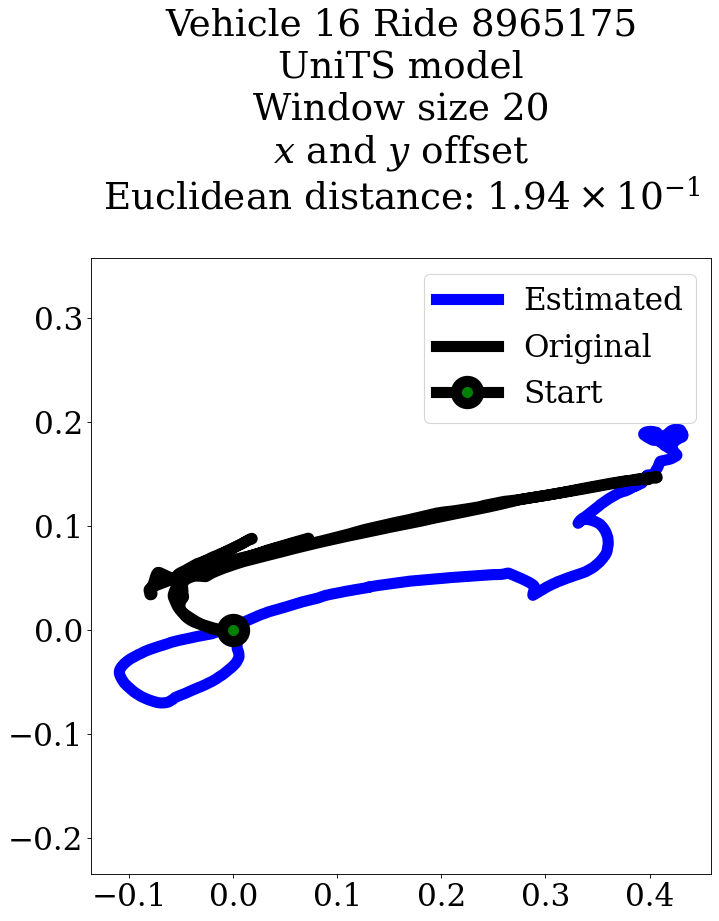 Vehicle 16 Ride 8965175
UniTS model
Window size 20
x and y offset
Euclidean distance: 1.94 × 10⁻¹
Estimated
Original
Start
0.3
0.2
0.1
0.0
−0.1
−0.2
−0.1 0.0 0.1 0.2 0.3 0.4